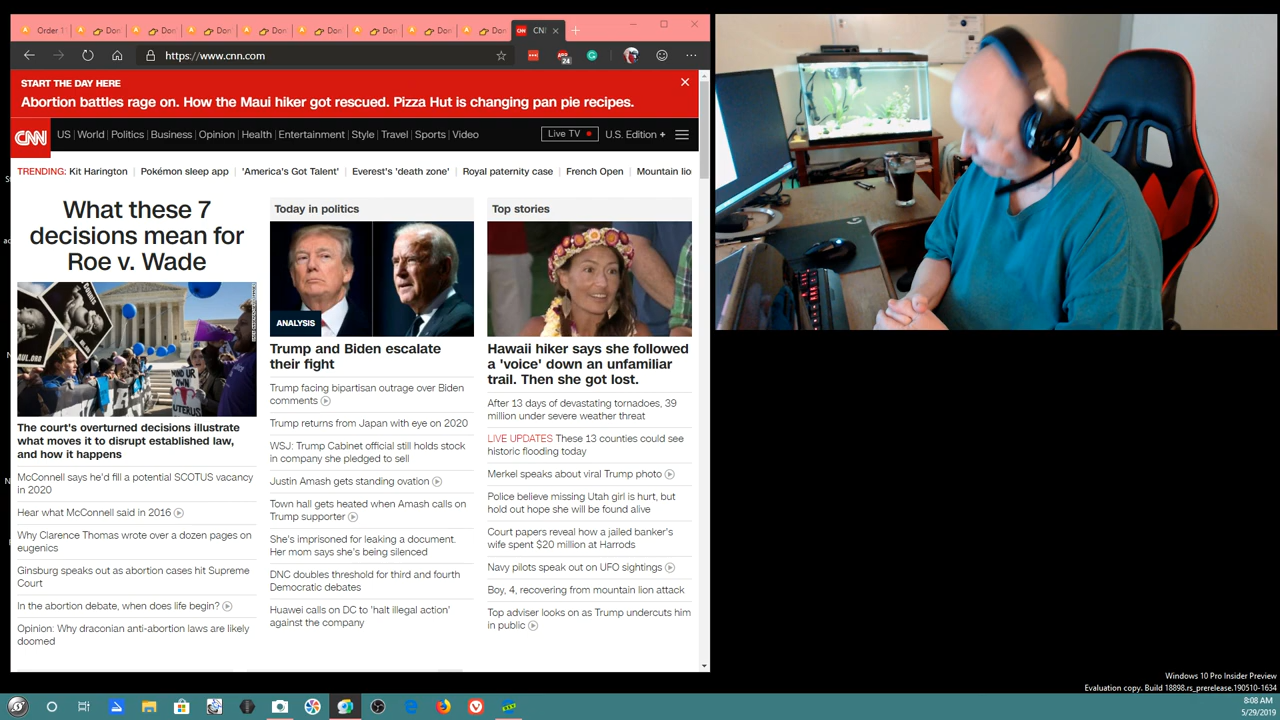 Order 1
Don
Don
Don
Don
Don
Don
Don
Don
CNN
https://www.cnn.com
24
START THE DAY HERE
Abortion battles rage on. How the Maui hiker got rescued. Pizza Hut is changing pan pie recipes.
CNN
US World Politics Business Opinion Health Entertainment Style Travel Sports Video
Live TV
U.S. Edition +
TRENDING: Kit Harington Pokémon sleep app 'America's Got Talent' Everest's 'death zone' Royal paternity case French Open Mountain lio
What these 7
decisions mean for
Roe v. Wade
The court's overturned decisions illustrate
what moves it to disrupt established law,
and how it happens
McConnell says he'd fill a potential SCOTUS vacancy
in 2020
Hear what McConnell said in 2016
Why Clarence Thomas wrote over a dozen pages on
eugenics
Ginsburg speaks out as abortion cases hit Supreme
Court
In the abortion debate, when does life begin?
Opinion: Why draconian anti-abortion laws are likely
doomed
Today in politics
ANALYSIS
Trump and Biden escalate
their fight
Trump facing bipartisan outrage over Biden
comments
Trump returns from Japan with eye on 2020
WSJ: Trump Cabinet official still holds stock
in company she pledged to sell
Justin Amash gets standing ovation
Town hall gets heated when Amash calls on
Trump supporter
She's imprisoned for leaking a document.
Her mom says she's being silenced
DNC doubles threshold for third and fourth
Democratic debates
Huawei calls on DC to 'halt illegal action'
against the company
Top stories
Hawaii hiker says she followed
a 'voice' down an unfamiliar
trail. Then she got lost.
After 13 days of devastating tornadoes, 39
million under severe weather threat
LIVE UPDATES These 13 counties could see
historic flooding today
Merkel speaks about viral Trump photo
Police believe missing Utah girl is hurt, but
hold out hope she will be found alive
Court papers reveal how a jailed banker's
wife spent $20 million at Harrods
Navy pilots speak out on UFO sightings
Boy, 4, recovering from mountain lion attack
Top adviser looks on as Trump undercuts him
in public
Windows 10 Pro Insider Preview
Evaluation copy. Build 18898.rs_prerelease.190510-1634
8:08 AM
5/29/2019